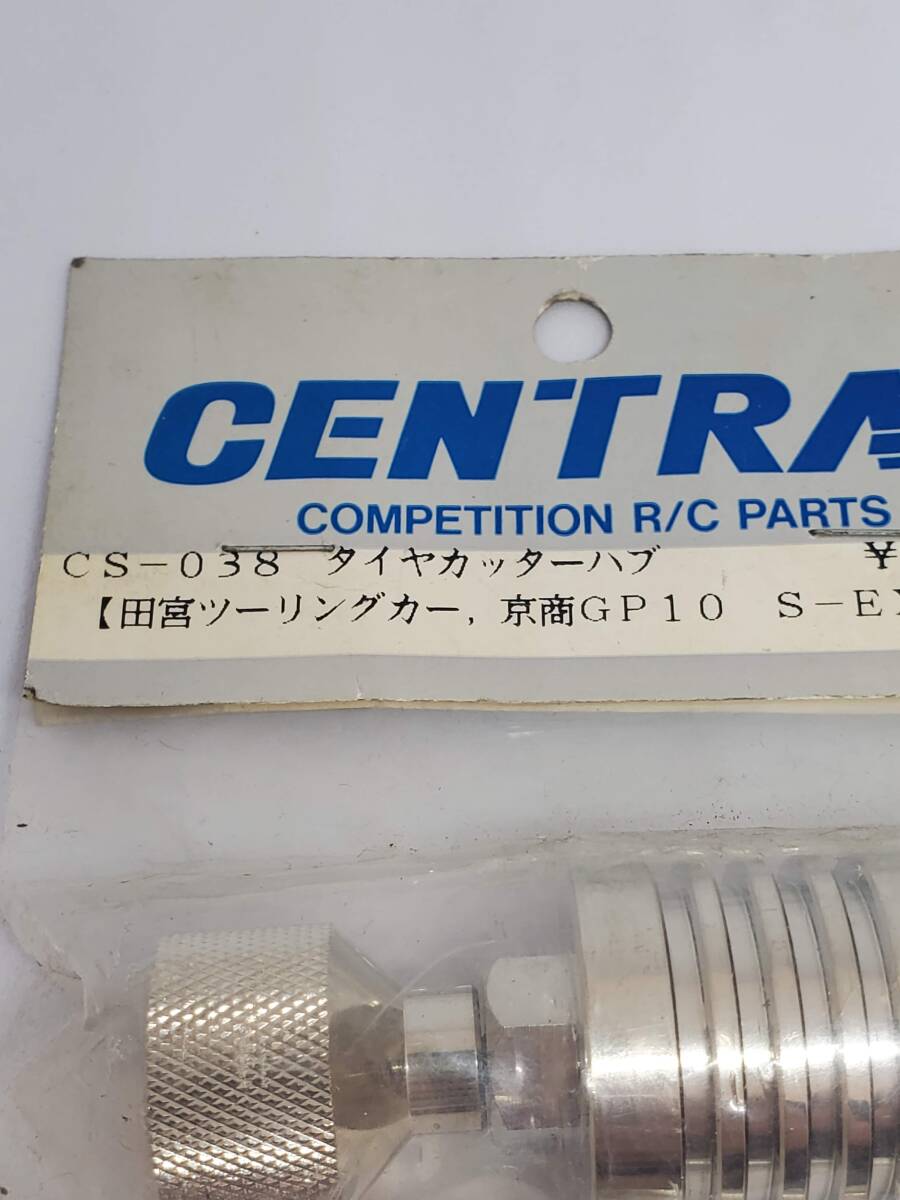 CENTRA
COMPETITION R/C PARTS
CS-038 タイヤカッターハブ ¥
【田宮ツーリングカー, 京商GP10 S-EX